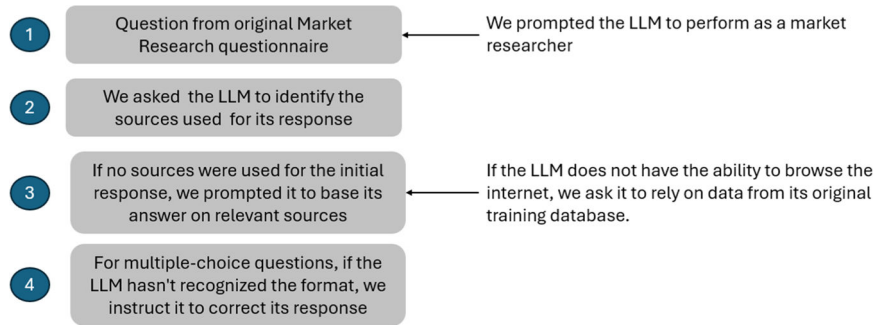 1
Question from original Market
Research questionnaire
We prompted the LLM to perform as a market
researcher
2
We asked the LLM to identify the
sources used for its response
3
If no sources were used for the initial
response, we prompted it to base its
answer on relevant sources
If the LLM does not have the ability to browse the
internet, we ask it to rely on data from its original
training database.
4
For multiple-choice questions, if the
LLM hasn't recognized the format, we
instruct it to correct its response